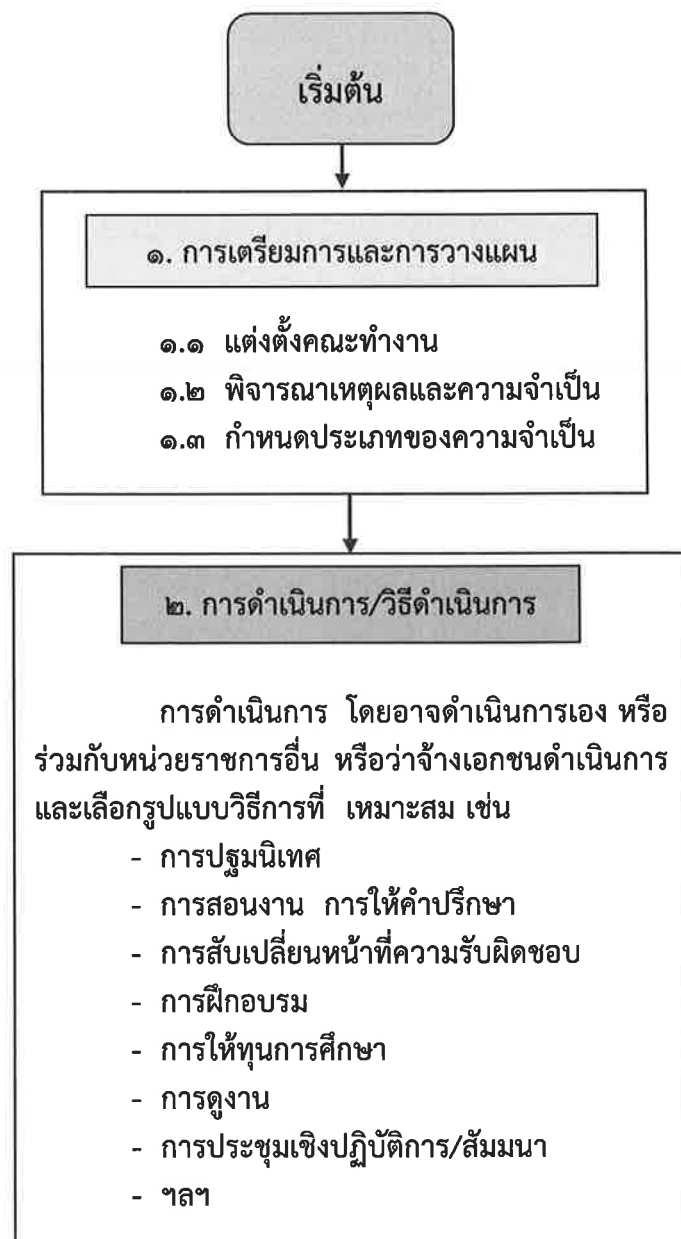 เริ่มต้น
๑. การเตรียมการและการวางแผน
๑.๑ แต่งตั้งคณะทำงาน
๑.๒ พิจารณาเหตุผลและความจำเป็น
๑.๓ กำหนดประเภทของความจำเป็น
๒. การดำเนินการ/วิธีดำเนินการ
การดำเนินการ โดยอาจดำเนินการเอง หรือ
ร่วมกับหน่วยราชการอื่น หรือว่าจ้างเอกชนดำเนินการ
และเลือกรูปแบบวิธีการที่ เหมาะสม เช่น
- การปฐมนิเทศ
- การสอนงาน การให้คำปรึกษา
- การสับเปลี่ยนหน้าที่ความรับผิดชอบ
- การฝึกอบรม
- การให้ทุนการศึกษา
- การดูงาน
- การประชุมเชิงปฏิบัติการ/สัมมนา
- ฯลฯ